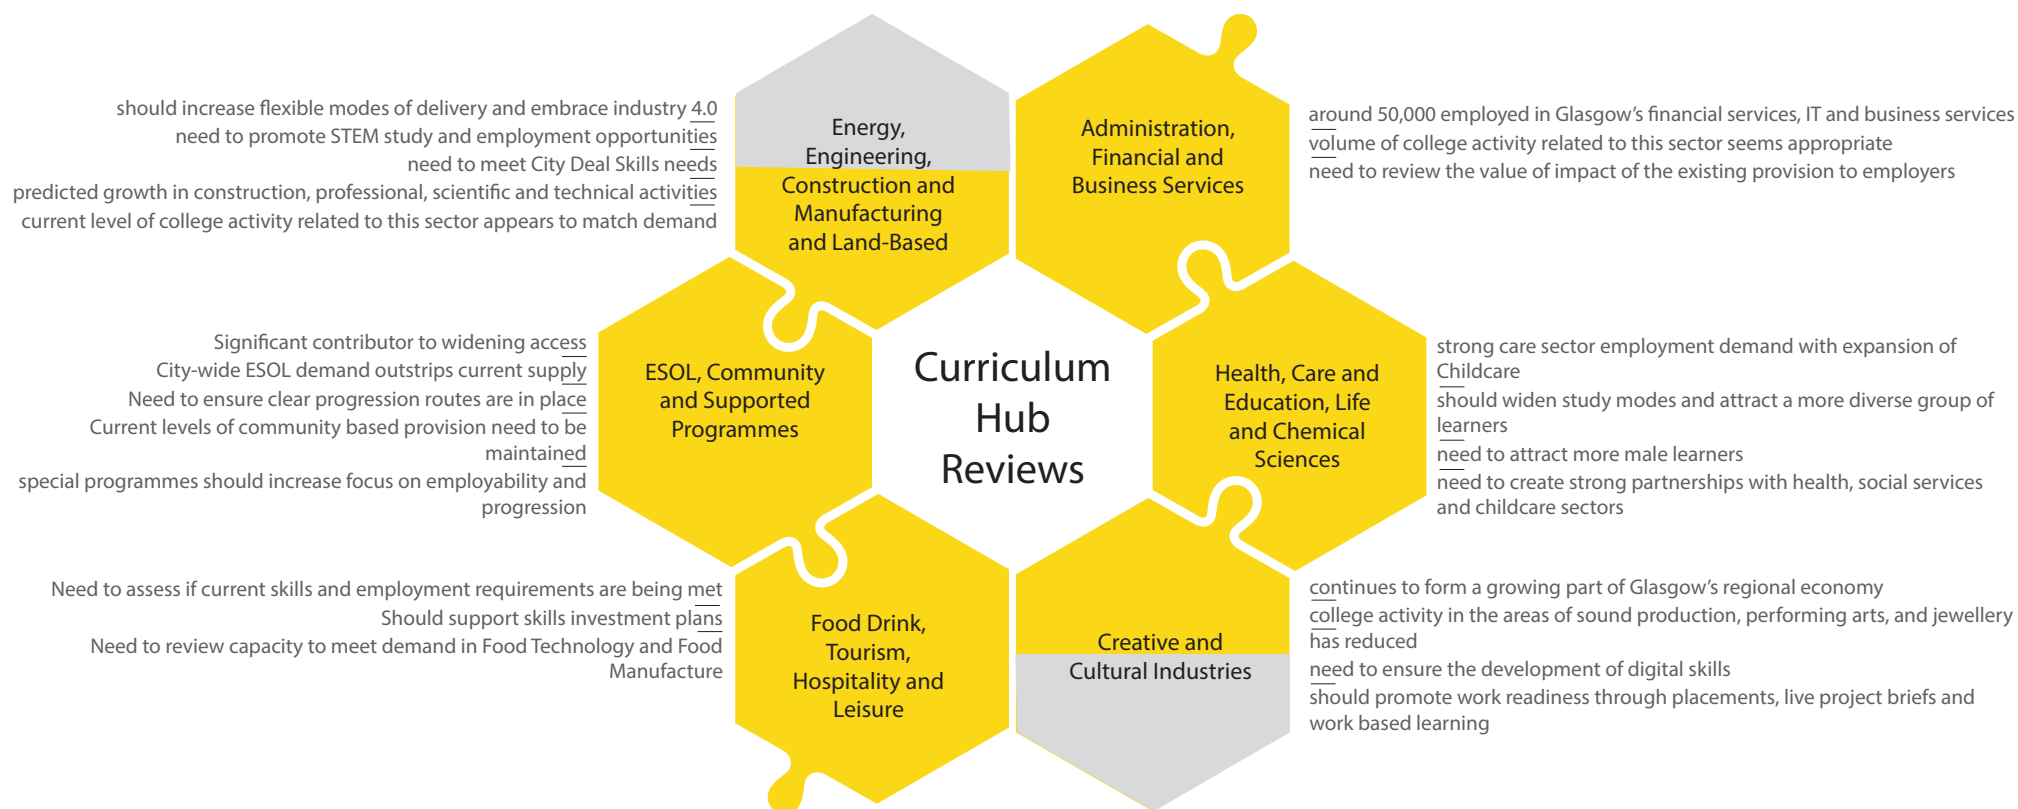 should increase flexible modes of delivery and embrace industry 4.0
need to promote STEM study and employment opportunities
need to meet City Deal Skills needs
predicted growth in construction, professional, scientific and technical activities
current level of college activity related to this sector appears to match demand
Energy,
Engineering,
Construction and
Manufacturing
and Land-Based
Administration,
Financial and
Business Services
around 50,000 employed in Glasgow’s financial services, IT and business services
volume of college activity related to this sector seems appropriate
need to review the value of impact of the existing provision to employers
Significant contributor to widening access
City-wide ESOL demand outstrips current supply
Need to ensure clear progression routes are in place
Current levels of community based provision need to be
maintained
special programmes should increase focus on employability and
progression
ESOL, Community
and Supported
Programmes
Curriculum
Hub
Reviews
Health, Care and
Education, Life
and Chemical
Sciences
strong care sector employment demand with expansion of
Childcare
should widen study modes and attract a more diverse group of
learners
need to attract more male learners
need to create strong partnerships with health, social services
and childcare sectors
Need to assess if current skills and employment requirements are being met
Should support skills investment plans
Need to review capacity to meet demand in Food Technology and Food
Manufacture
Food Drink,
Tourism,
Hospitality and
Leisure
Creative and
Cultural Industries
continues to form a growing part of Glasgow’s regional economy
college activity in the areas of sound production, performing arts, and jewellery
has reduced
need to ensure the development of digital skills
should promote work readiness through placements, live project briefs and
work based learning